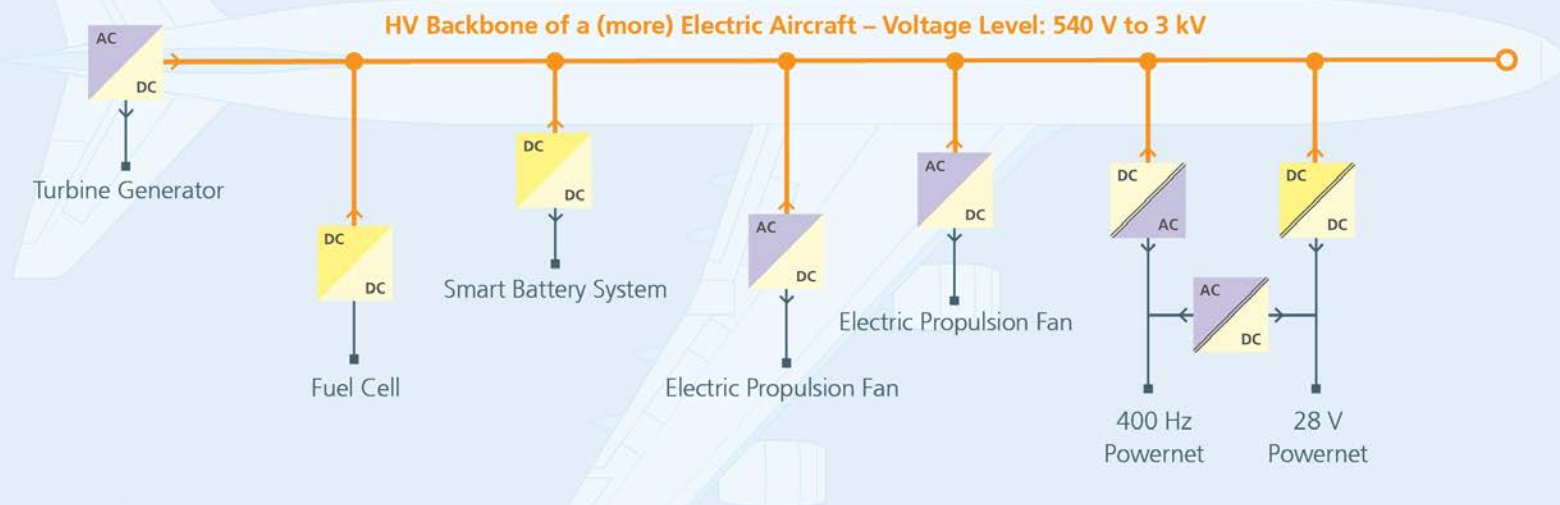 HV Backbone of a (more) Electric Aircraft – Voltage Level: 540 V to 3 kV
AC
DC
Turbine Generator
DC
DC
Fuel Cell
DC
DC
Smart Battery System
AC
DC
Electric Propulsion Fan
AC
DC
Electric Propulsion Fan
DC
AC
DC
DC
AC
DC
400 Hz
Powernet
28 V
Powernet